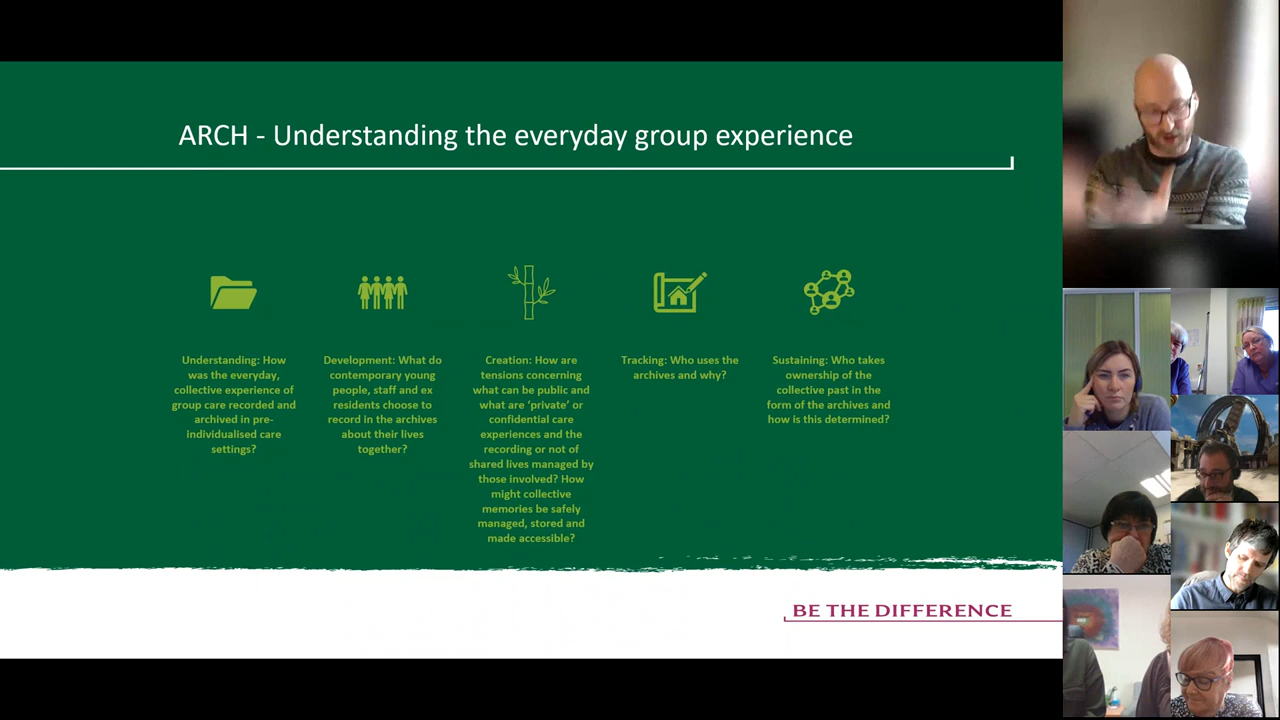 ARCH - Understanding the everyday group experience
Understanding: How
was the everyday,
collective experience of
group care recorded and
archived in pre-
individualised care
settings?
Development: What do
contemporary young
people, staff and ex
residents choose to
record in the archives
about their lives
together?
Creation: How are
tensions concerning
what can be public and
what are ‘private’ or
confidential care
experiences and the
recording or not of
shared lives managed by
those involved? How
might collective
memories be safely
managed, stored and
made accessible?
Tracking: Who uses the
archives and why?
Sustaining: Who takes
ownership of the
collective past in the
form of the archives and
how is this determined?
BE THE DIFFERENCE